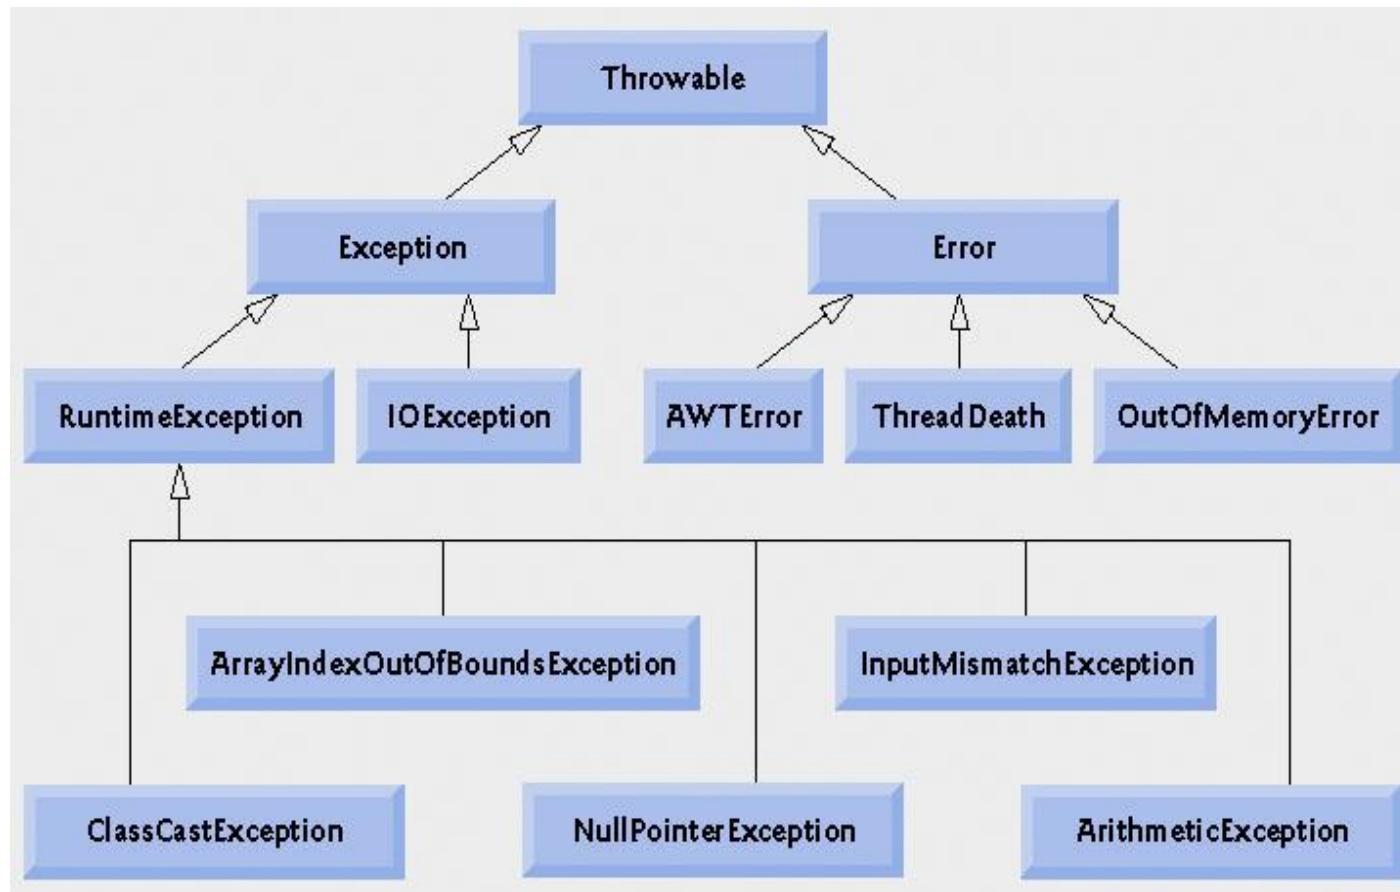 Throwable
Exception
Error
RuntimeException
IOException
AWTError
ThreadDeath
OutOfMemoryError
ArrayIndexOutOfBoundsException
InputMismatchException
ClassCastException
NullPointerException
ArithmeticException